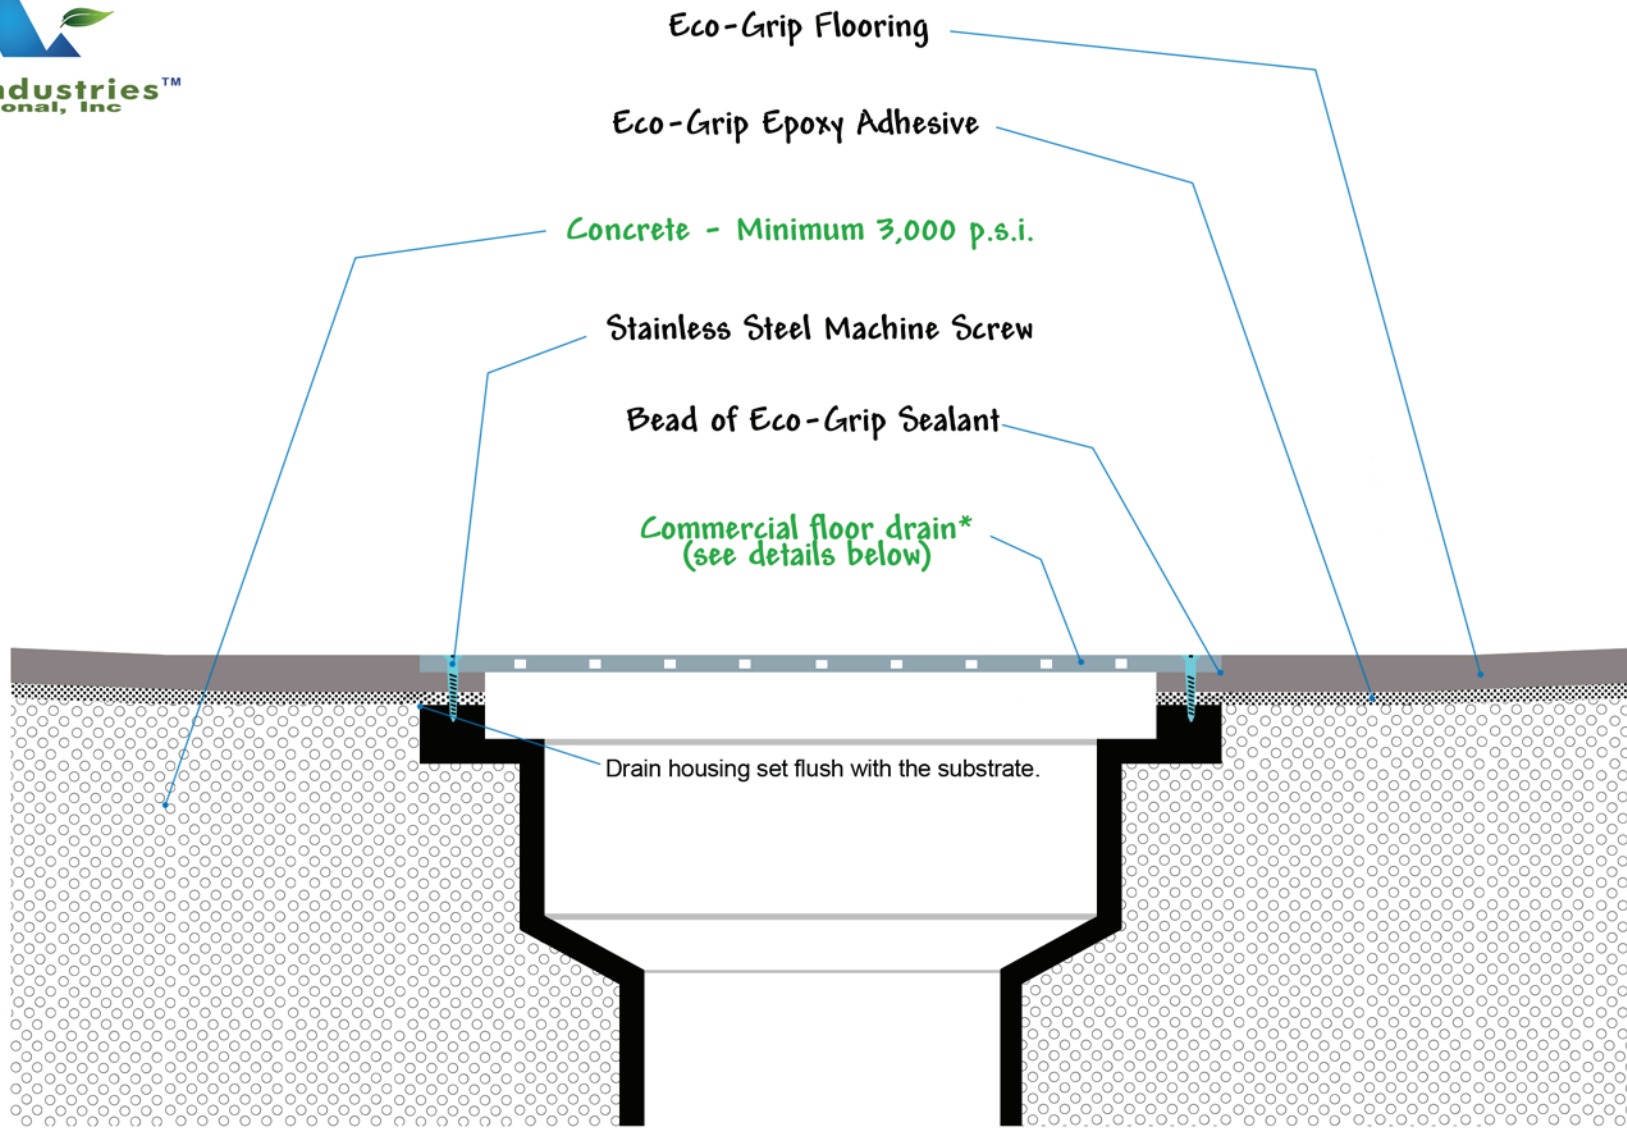 ndustries™
onal, Inc
Eco-Grip Flooring
Eco-Grip Epoxy Adhesive
Concrete - Minimum 3,000 p.s.i.
Stainless Steel Machine Screw
Bead of Eco-Grip Sealant
Commercial floor drain*
(see details below)
Drain housing set flush with the substrate.